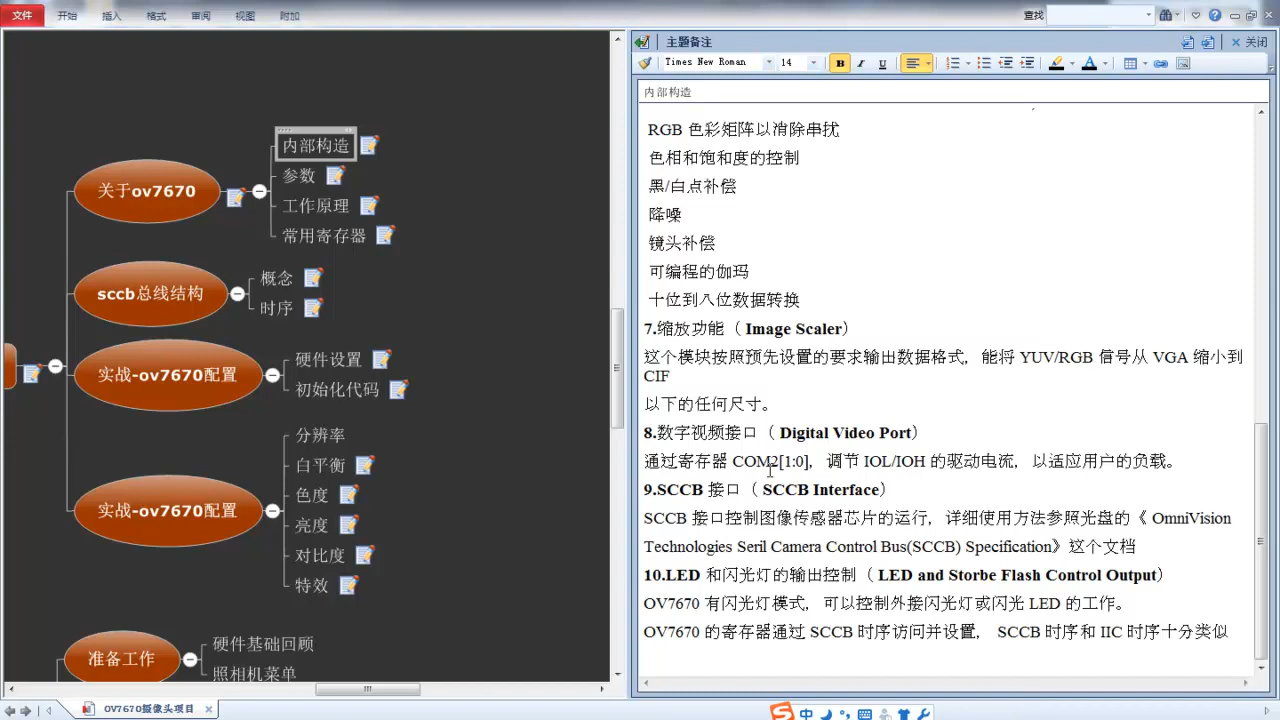 文件 开始 插入 格式 审阅 视图 附加 查找
主题备注 关闭
Times New Roman 14 B I U
内部构造
关于ov7670
内部构造
参数
工作原理
常用寄存器
sccb总线结构
概念
时序
实战-ov7670配置
硬件设置
初始化代码
实战-ov7670配置
分辨率
白平衡
色度
亮度
对比度
特效
准备工作
硬件基础回顾
照相机菜单
RGB 色彩矩阵以消除串扰
色相和饱和度的控制
黑/白点补偿
降噪
镜头补偿
可编程的伽玛
十位到八位数据转换
7.缩放功能（ Image Scaler）
这个模块按照预先设置的要求输出数据格式，能将 YUV/RGB 信号从 VGA 缩小到
CIF
以下的任何尺寸。
8.数字视频接口（ Digital Video Port）
通过寄存器 COM2[1:0]，调节 IOL/IOH 的驱动电流，以适应用户的负载。
9.SCCB 接口（ SCCB Interface）
SCCB 接口控制图像传感器芯片的运行，详细使用方法参照光盘的《 OmniVision
Technologies Seril Camera Control Bus(SCCB) Specification》这个文档
10.LED 和闪光灯的输出控制（ LED and Storbe Flash Control Output）
OV7670 有闪光灯模式，可以控制外接闪光灯或闪光 LED 的工作。
OV7670 的寄存器通过 SCCB 时序访问并设置， SCCB 时序和 IIC 时序十分类似
OV7670摄像头项目
中